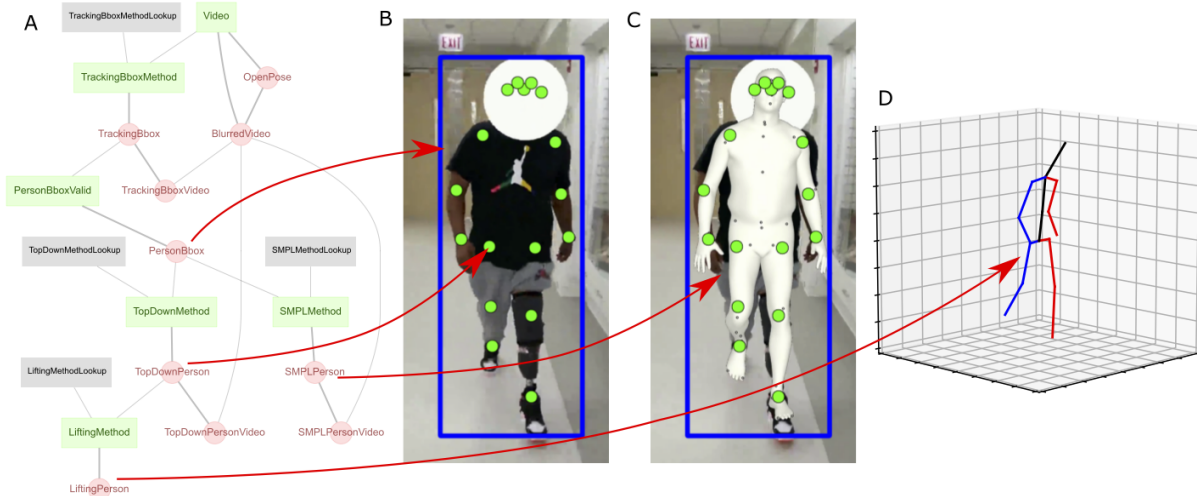 A
B
C
D
TrackingBboxMethodLookup
Video
EXIT
EXIT
TrackingBboxMethod
OpenPose
TrackingBbox
BlurredVideo
PersonBboxValid
TrackingBboxVideo
TopDownMethodLookup
PersonBbox
SMPLMethodLookup
TopDownMethod
SMPLMethod
LiftingMethodLookup
TopDownPerson
SMPLPerson
LiftingMethod
TopDownPersonVideo
SMPLPersonVideo
LiftingPerson